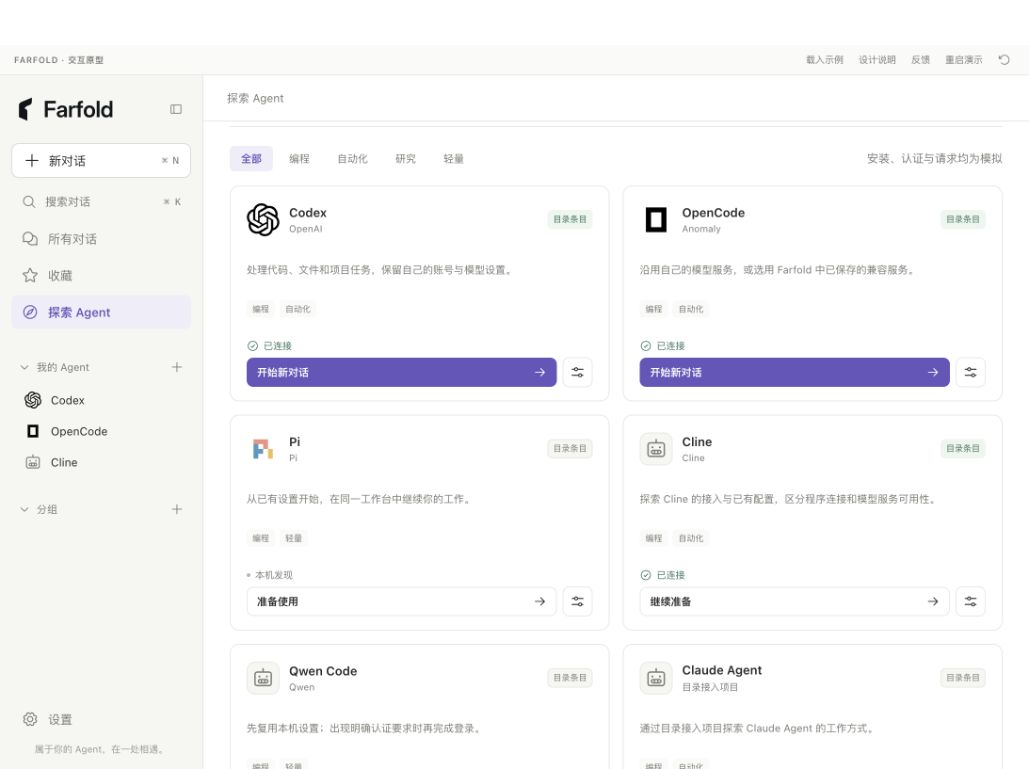 FARFOLD · 交互原型
载入示例 设计说明 反馈 重启演示
Farfold
新对话 ⌘ N
搜索对话 ⌘ K
所有对话
收藏
探索 Agent
我的 Agent
Codex
OpenCode
Cline
分组
设置
属于你的 Agent，在一处相遇。
探索 Agent
全部 编程 自动化 研究 轻量
安装、认证与请求均为模拟
Codex
OpenAI
目录条目
处理代码、文件和项目任务，保留自己的账号与模型设置。
编程 自动化
已连接
开始新对话
OpenCode
Anomaly
目录条目
沿用自己的模型服务，或选用 Farfold 中已保存的兼容服务。
编程 自动化
已连接
开始新对话
Pi
Pi
目录条目
从已有设置开始，在同一工作台中继续你的工作。
编程 轻量
本机发现
准备使用
Cline
Cline
目录条目
探索 Cline 的接入与已有配置，区分程序连接和模型服务可用性。
编程 自动化
已连接
继续准备
Qwen Code
Qwen
目录条目
先复用本机设置；出现明确认证要求时再完成登录。
编程 轻量
Claude Agent
目录接入项目
目录条目
通过目录接入项目探索 Claude Agent 的工作方式。
编程 自动化